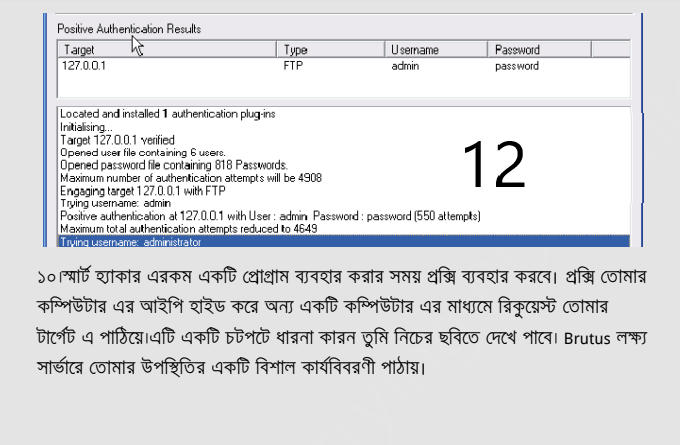 Positive Authentication Results
Target Type Username Password
127.0.0.1 FTP admin password
Located and installed 1 authentication plug-ins
Initialising...
Target 127.0.0.1 verified
Opened user file containing 6 users.
Opened password file containing 818 Passwords.
Maximum number of authentication attempts will be 4908
Engaging target 127.0.0.1 with FTP
Trying username: admin
Positive authentication at 127.0.0.1 with User : admin Password : password (550 attempts)
Maximum total authentication attempts reduced to 4649
Trying username: administrator
12
১০।স্মার্ট হ্যাকার এরকম একটি প্রোগ্রাম ব্যবহার করার সময় প্রক্সি ব্যবহার করবে। প্রক্সি তোমার
কম্পিউটার এর আইপি হাইড করে অন্য একটি কম্পিউটার এর মাধ্যমে রিকুয়েস্ট তোমার
টার্গেট এ পাঠিয়ে।এটি একটি চটপটে ধারনা কারন তুমি নিচের ছবিতে দেখে পাবে। Brutus লক্ষ্য
সার্ভারে তোমার উপস্থিতির একটি বিশাল কার্যবিবরণী পাঠায়।